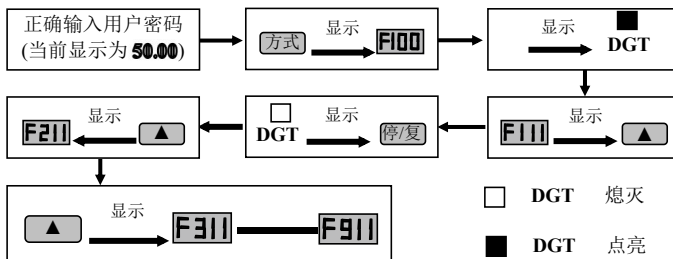 正确输入用户密码
(当前显示为 50.00)
方式
显示
F100
显示
DGT
F211
显示
▲
DGT
显示
停/复
F111
显示
▲
▲
显示
F311
F911
DGT 熄灭
DGT 点亮